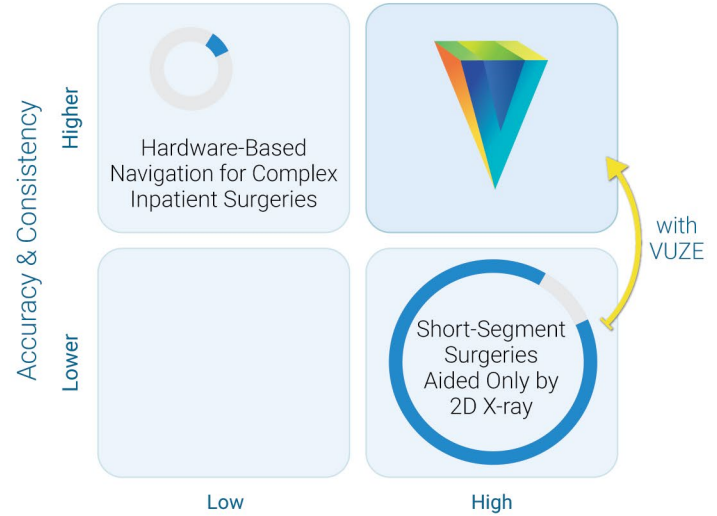 Accuracy & Consistency
Higher
Lower
Hardware-Based
Navigation for Complex
Inpatient Surgeries
with
VUZE
Short-Segment
Surgeries
Aided Only by
2D X-ray
Low
High